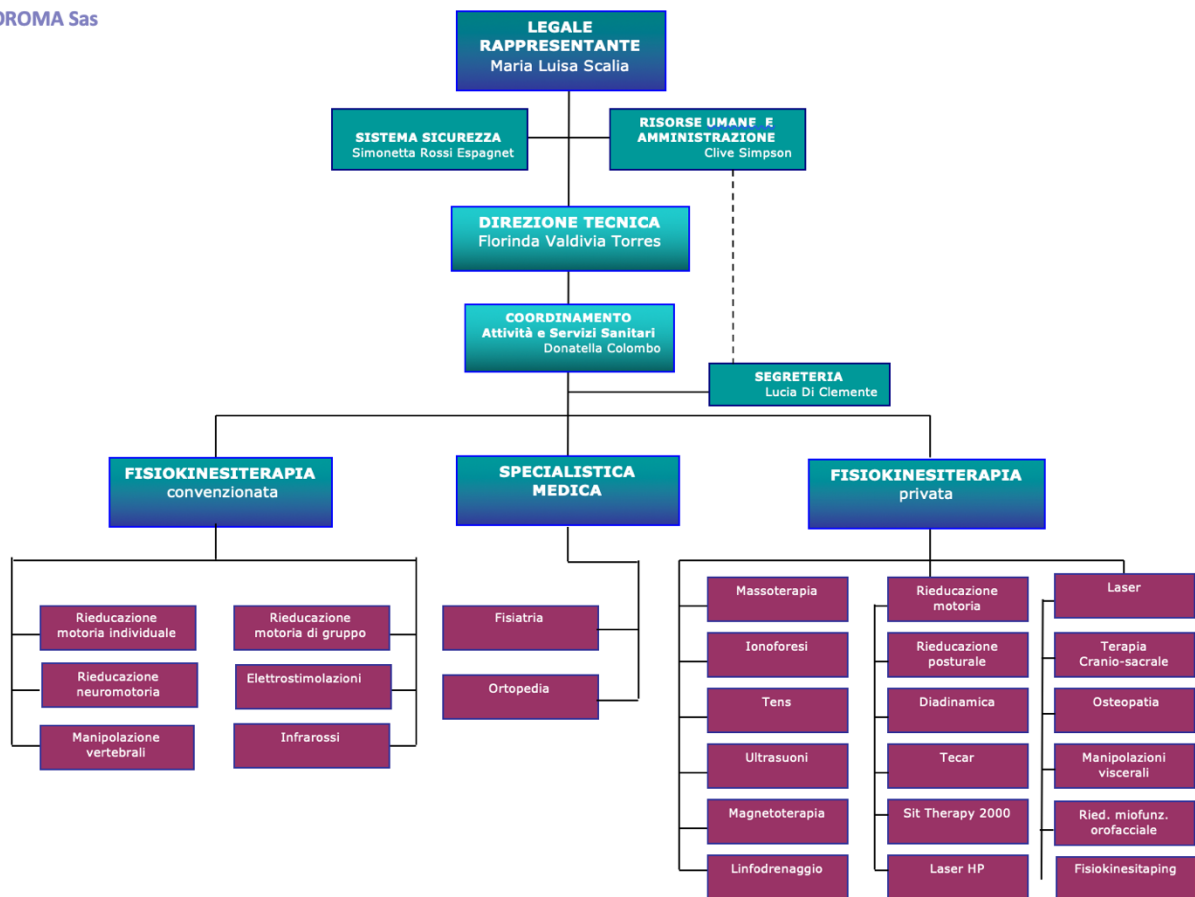 OROMA Sas
LEGALE
RAPPRESENTANTE
Maria Luisa Scalia
SISTEMA SICUREZZA
Simonetta Rossi Espagnet
RISORSE UMANE E
AMMINISTRAZIONE
Clive Simpson
DIREZIONE TECNICA
Florinda Valdivia Torres
COORDINAMENTO
Attività e Servizi Sanitari
Donatella Colombo
SEGRETERIA
Lucia Di Clemente
FISIOKINESITERAPIA
convenzionata
SPECIALISTICA
MEDICA
FISIOKINESITERAPIA
privata
Rieducazione
motoria individuale
Rieducazione
motoria di gruppo
Rieducazione
neuromotoria
Elettrostimolazioni
Manipolazione
vertebrali
Infrarossi
Fisiatria
Ortopedia
Massoterapia
Ionoforesi
Tens
Ultrasuoni
Magnetoterapia
Linfodrenaggio
Rieducazione
motoria
Rieducazione
posturale
Diadinamica
Tecar
Sit Therapy 2000
Laser HP
Laser
Terapia
Cranio-sacrale
Osteopatia
Manipolazioni
viscerali
Ried. miofunz.
orofacciale
Fisiokinesitaping